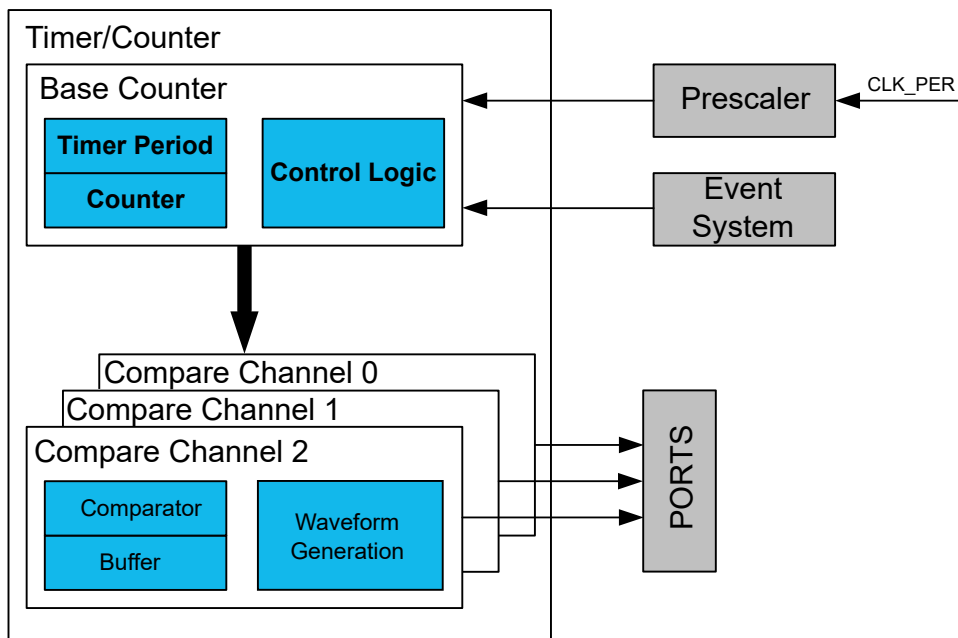 Timer/Counter
Base Counter
Timer Period
Counter
Control Logic
Prescaler
CLK_PER
Event
System
Compare Channel 0
Compare Channel 1
Compare Channel 2
Comparator
Buffer
Waveform
Generation
PORTS